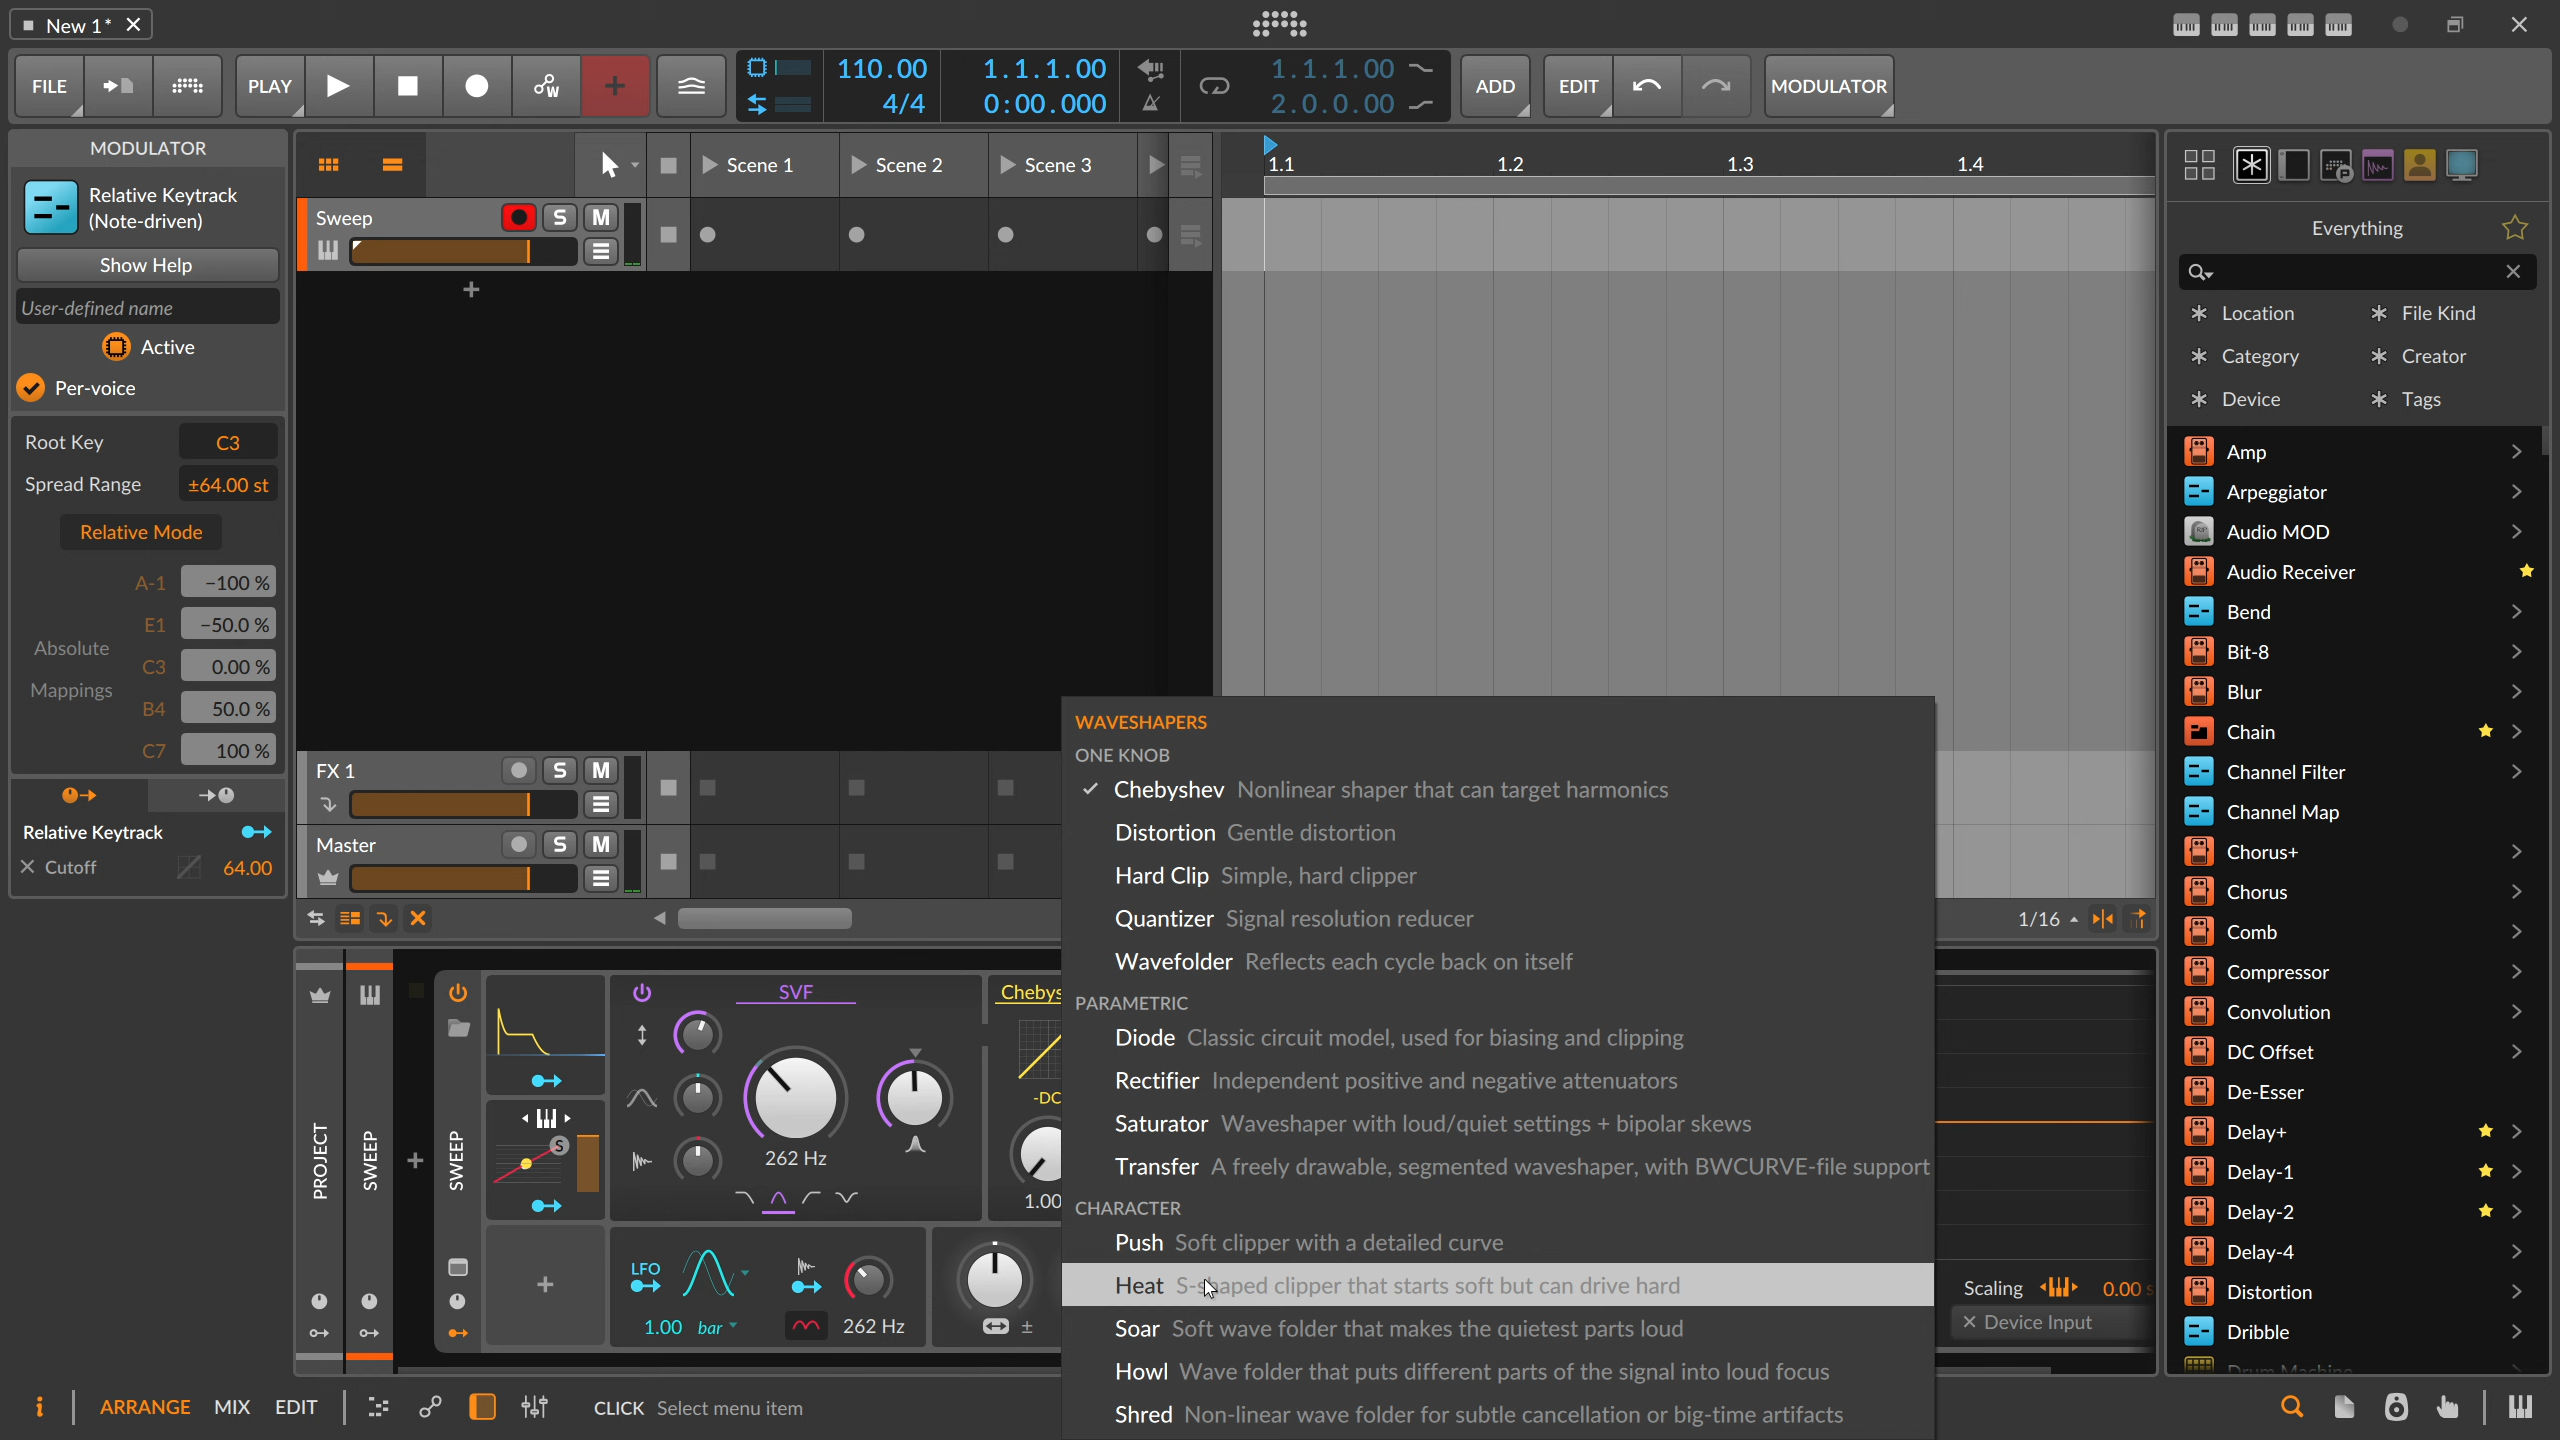 New 1*
FILE
PLAY
W
110.00
4/4
1.1.1.00
0:00.000
1.1.1.00
2.0.0.00
ADD
EDIT
MODULATOR
MODULATOR
Relative Keytrack
(Note-driven)
Show Help
User-defined name
Active
Per-voice
Root Key C3
Spread Range ±64.00 st
Relative Mode
A-1 −100 %
E1 −50.0 %
Absolute
C3 0.00 %
Mappings
B4 50.0 %
C7 100 %
Relative Keytrack
Cutoff 64.00
Scene 1
Scene 2
Scene 3
Sweep
S M
FX 1
S M
Master
S M
1.1
1.2
1.3
1.4
1/16
PROJECT
SWEEP
SWEEP
S
SVF
262 Hz
LFO
1.00 bar
262 Hz
±
Chebys
-DC
1.00
WAVESHAPERS
ONE KNOB
Chebyshev Nonlinear shaper that can target harmonics
Distortion Gentle distortion
Hard Clip Simple, hard clipper
Quantizer Signal resolution reducer
Wavefolder Reflects each cycle back on itself
PARAMETRIC
Diode Classic circuit model, used for biasing and clipping
Rectifier Independent positive and negative attenuators
Saturator Waveshaper with loud/quiet settings + bipolar skews
Transfer A freely drawable, segmented waveshaper, with BWCURVE-file support
CHARACTER
Push Soft clipper with a detailed curve
Heat S-shaped clipper that starts soft but can drive hard
Soar Soft wave folder that makes the quietest parts loud
Howl Wave folder that puts different parts of the signal into loud focus
Shred Non-linear wave folder for subtle cancellation or big-time artifacts
Scaling 0.00 s
Device Input
Everything
Location
File Kind
Category
Creator
Device
Tags
Amp
Arpeggiator
Audio MOD
Audio Receiver
Bend
Bit-8
Blur
Chain
Channel Filter
Channel Map
Chorus+
Chorus
Comb
Compressor
Convolution
DC Offset
De-Esser
Delay+
Delay-1
Delay-2
Delay-4
Distortion
Dribble
Drum Machine
i
ARRANGE MIX EDIT
CLICK Select menu item